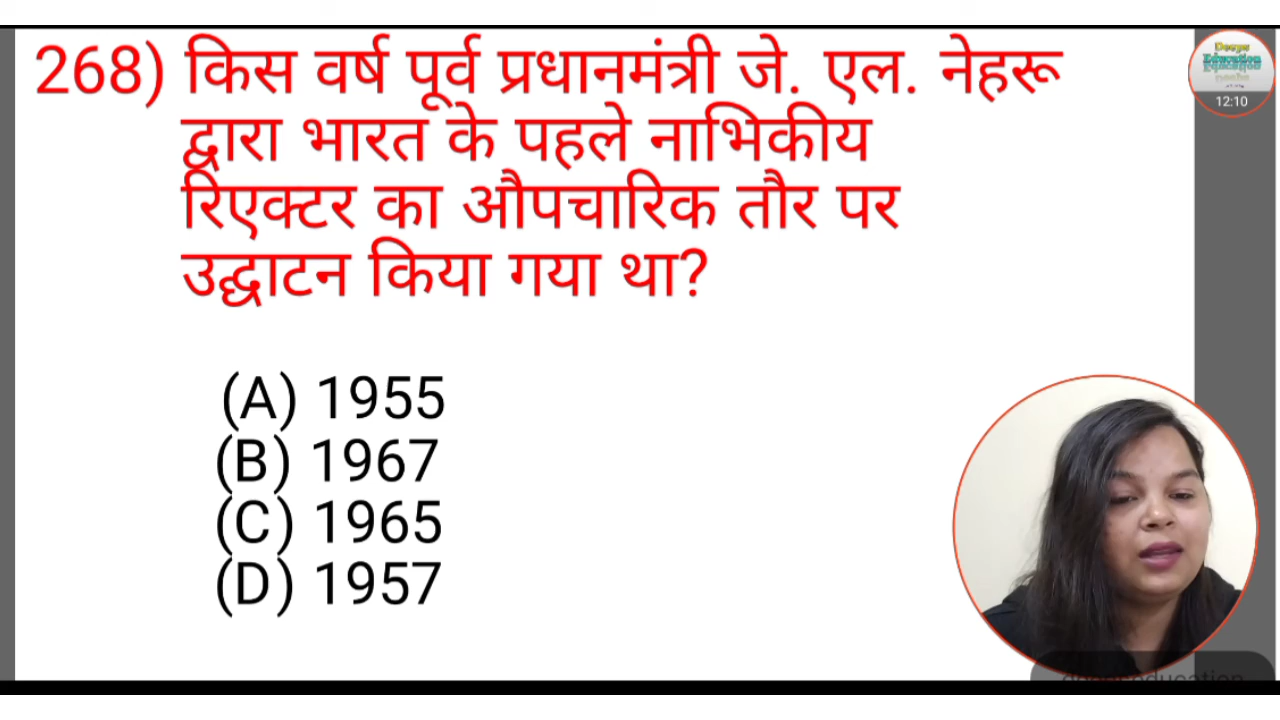 268) किस वर्ष पूर्व प्रधानमंत्री जे. एल. नेहरू
द्वारा भारत के पहले नाभिकीय
रिएक्टर का औपचारिक तौर पर
उद्घाटन किया गया था?
(A) 1955
(B) 1967
(C) 1965
(D) 1957
Education
12:10